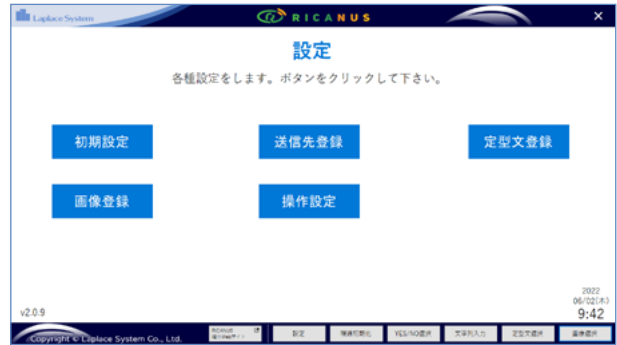 Laplace System
RICANUS
×
設定
各種設定をします。ボタンをクリックして下さい。
初期設定
送信先登録
定型文登録
画像登録
操作設定
2022
06/02(木)
v2.0.9
9:42
Copyright © Laplace System Co., Ltd.
RICANUS
設定
YES/NO選択
文字列入力
定型文選択
画像選択